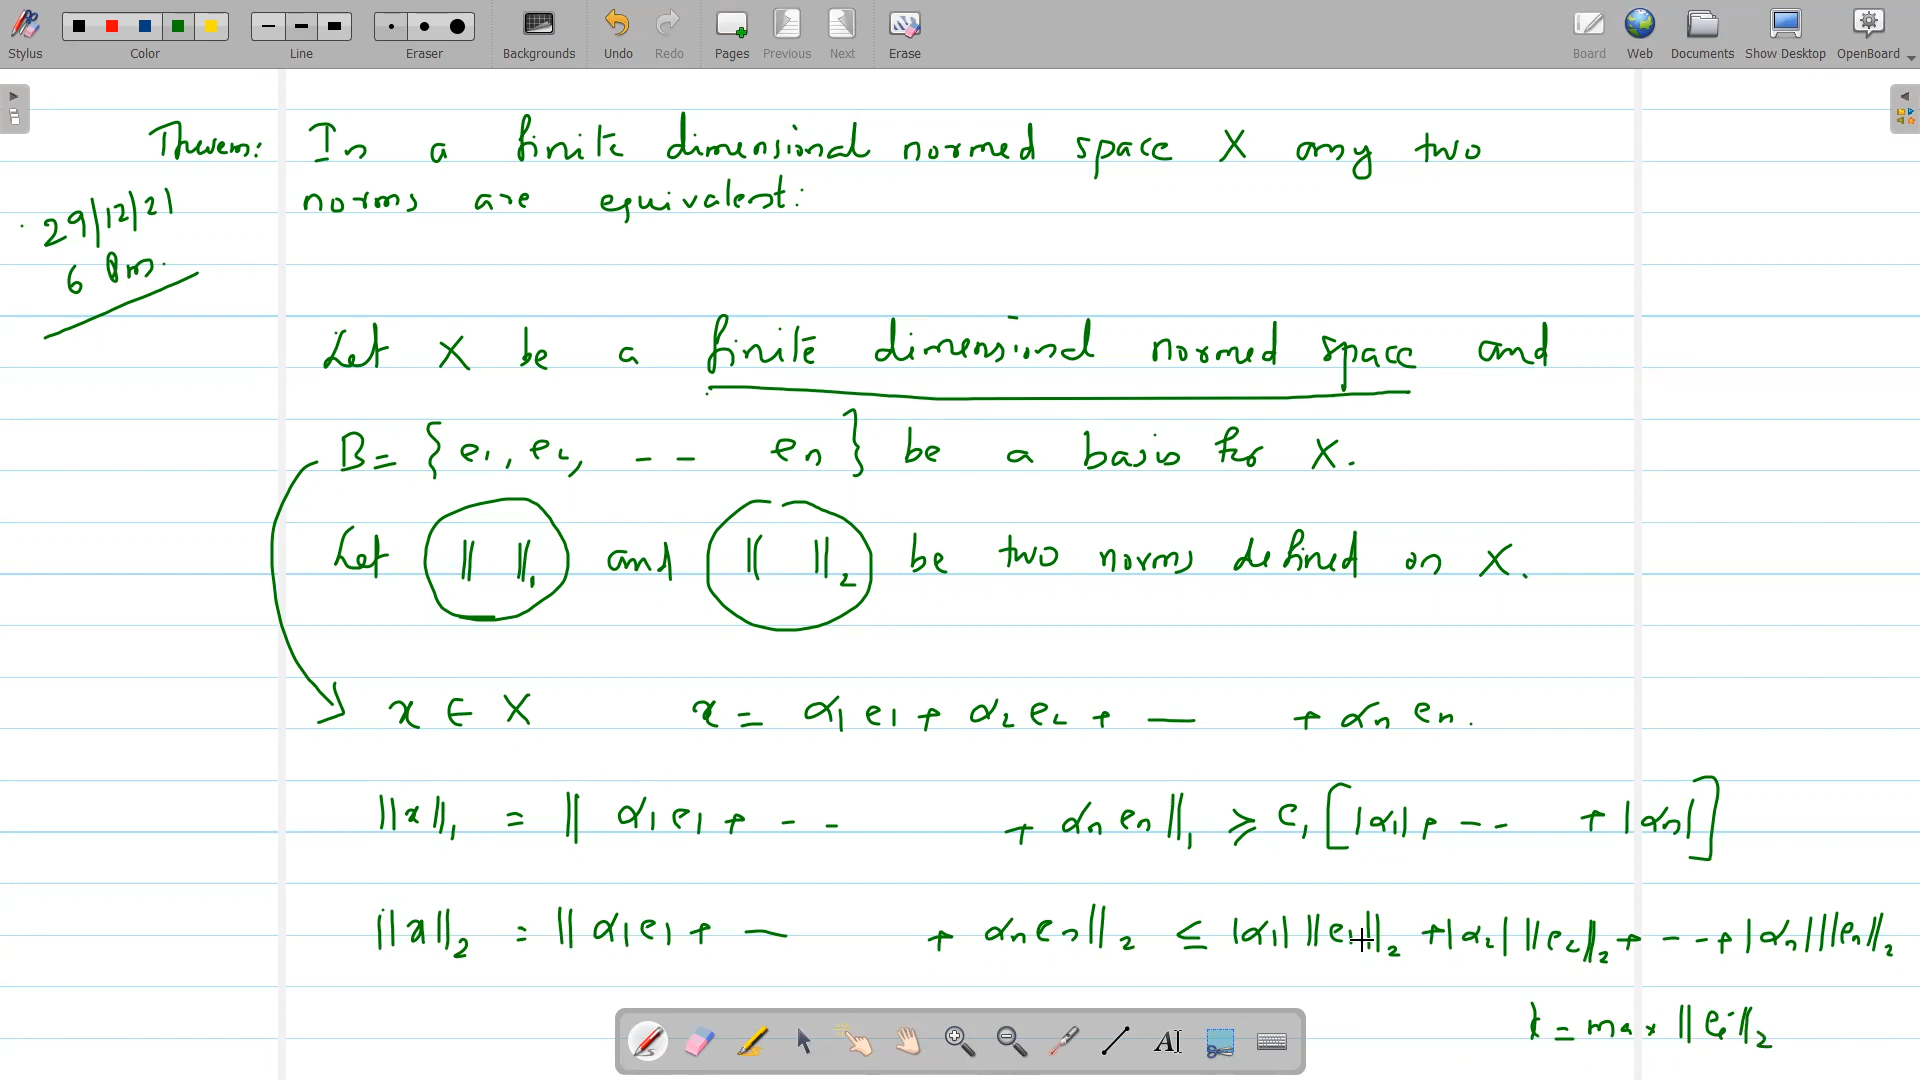 Stylus Color Line Eraser Backgrounds Undo Redo Pages Previous Next Erase Board Web Documents Show Desktop OpenBoard
Theorem: In a finite dimensional normed space X any two
norms are equivalent.
29/12/21
6 Pm.
Let X be a finite dimensional normed space and
B = {e₁, e₂, -- eₙ} be a basis for X.
Let ‖ ‖₁ and ‖ ‖₂ be two norms defined on X.
x ∈ X x = α₁e₁ + α₂e₂ + — + αₙeₙ.
‖x‖₁ = ‖α₁e₁ + -- + αₙeₙ‖₁ ≥ C₁[|α₁| + -- + |αₙ|]
‖x‖₂ = ‖α₁e₁ + — + αₙeₙ‖₂ ≤ |α₁| ‖e₁‖₂ + |α₂| ‖e₂‖₂ + -- + |αₙ| ‖eₙ‖₂
k = max ‖eᵢ‖₂